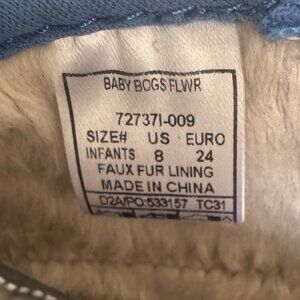 BABY BOGS FLWR
72737I-009
SIZE# US EURO
INFANTS 8 24
FAUX FUR LINING
MADE IN CHINA
D2A/PO:533157 TC31